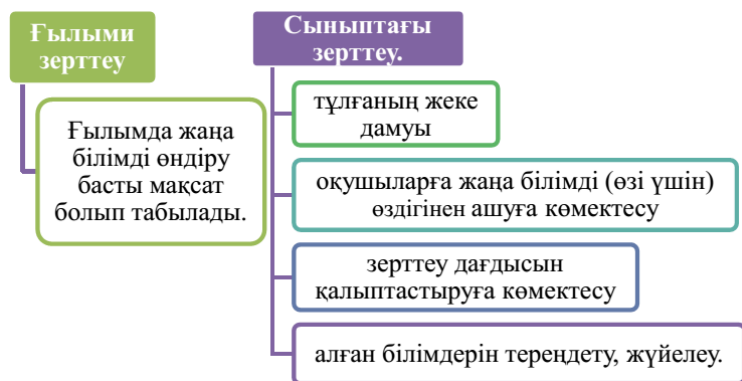 Ғылыми
зерттеу
Ғылымда жаңа
білімді өндіру
басты мақсат
болып табылады.
Сыныптағы
зерттеу.
тұлғаның жеке
дамуы
оқушыларға жаңа білімді (өзі үшін)
өздігінен ашуға көмектесу
зерттеу дағдысын
қалыптастыруға көмектесу
алған білімдерін тереңдету, жүйелеу.